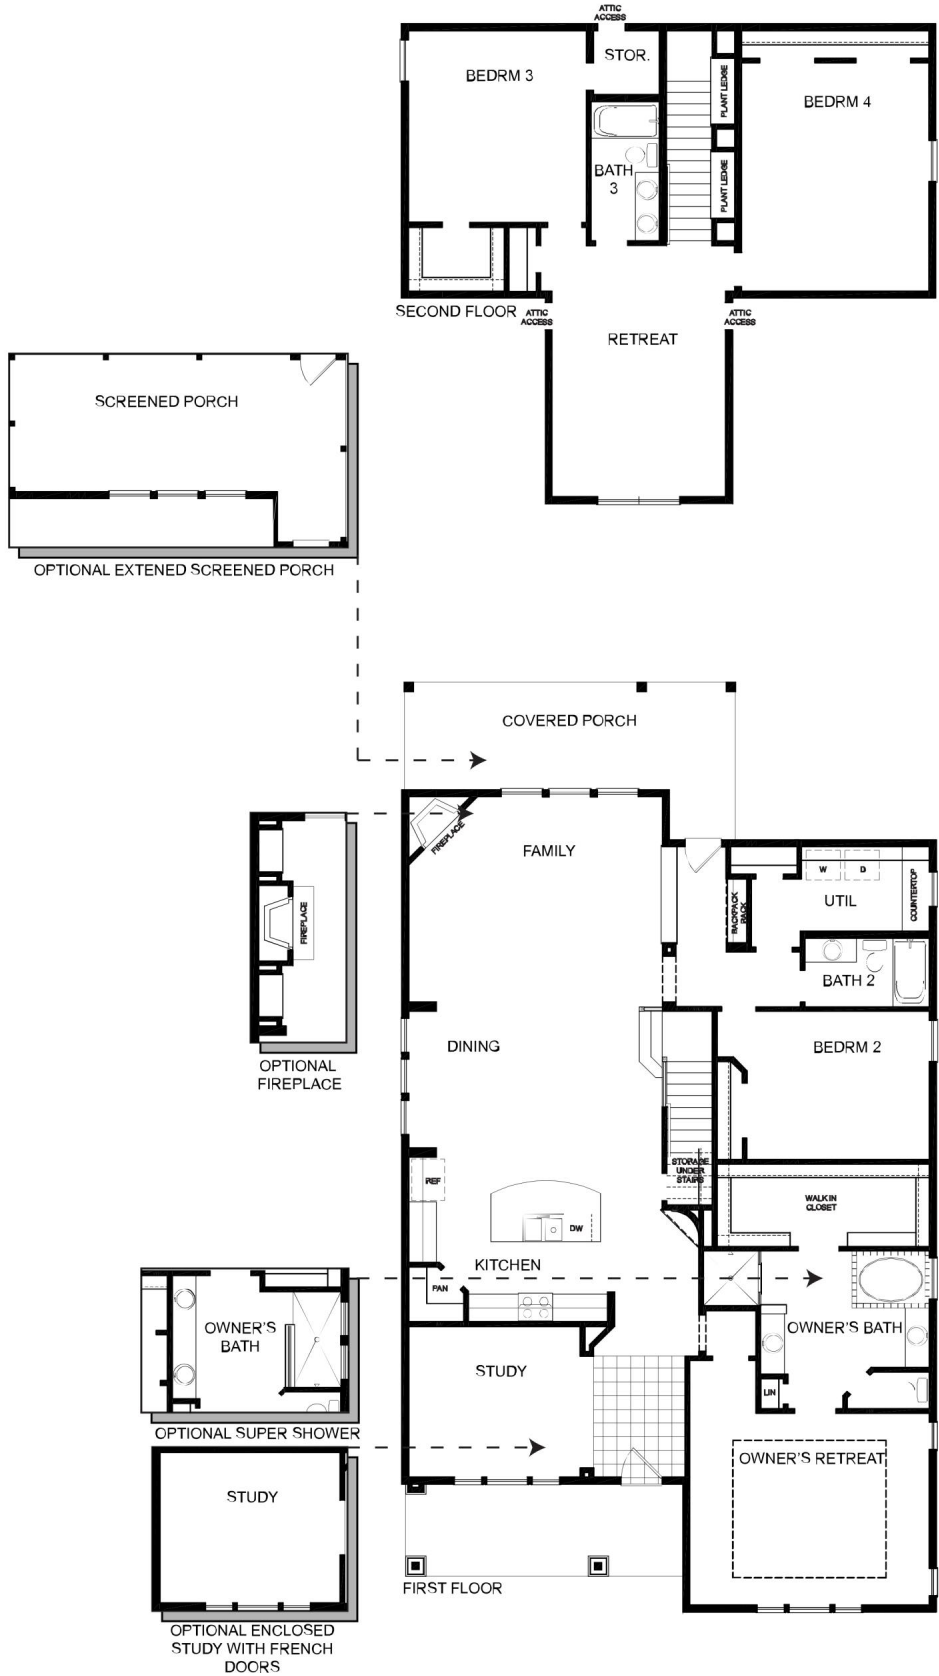 ATTIC
ACCESS
STOR.
BEDRM 3
BEDRM 4
PLANT LEDGE
BATH
3
PLANT LEDGE
SECOND FLOOR
ATTIC
ACCESS
ATTIC
ACCESS
RETREAT
SCREENED PORCH
OPTIONAL EXTENED SCREENED PORCH
COVERED PORCH
FIREPLACE
FAMILY
W
D
COUNTERTOP
UTIL
BACKPACK
RACK
FIREPLACE
BATH 2
OPTIONAL
FIREPLACE
DINING
BEDRM 2
STORAGE
UNDER
STAIRS
REF
WALK IN
CLOSET
DW
KITCHEN
PAN
OWNER'S
BATH
OWNER'S BATH
STUDY
LIN
OPTIONAL SUPER SHOWER
OWNER'S RETREAT
STUDY
FIRST FLOOR
OPTIONAL ENCLOSED
STUDY WITH FRENCH
DOORS